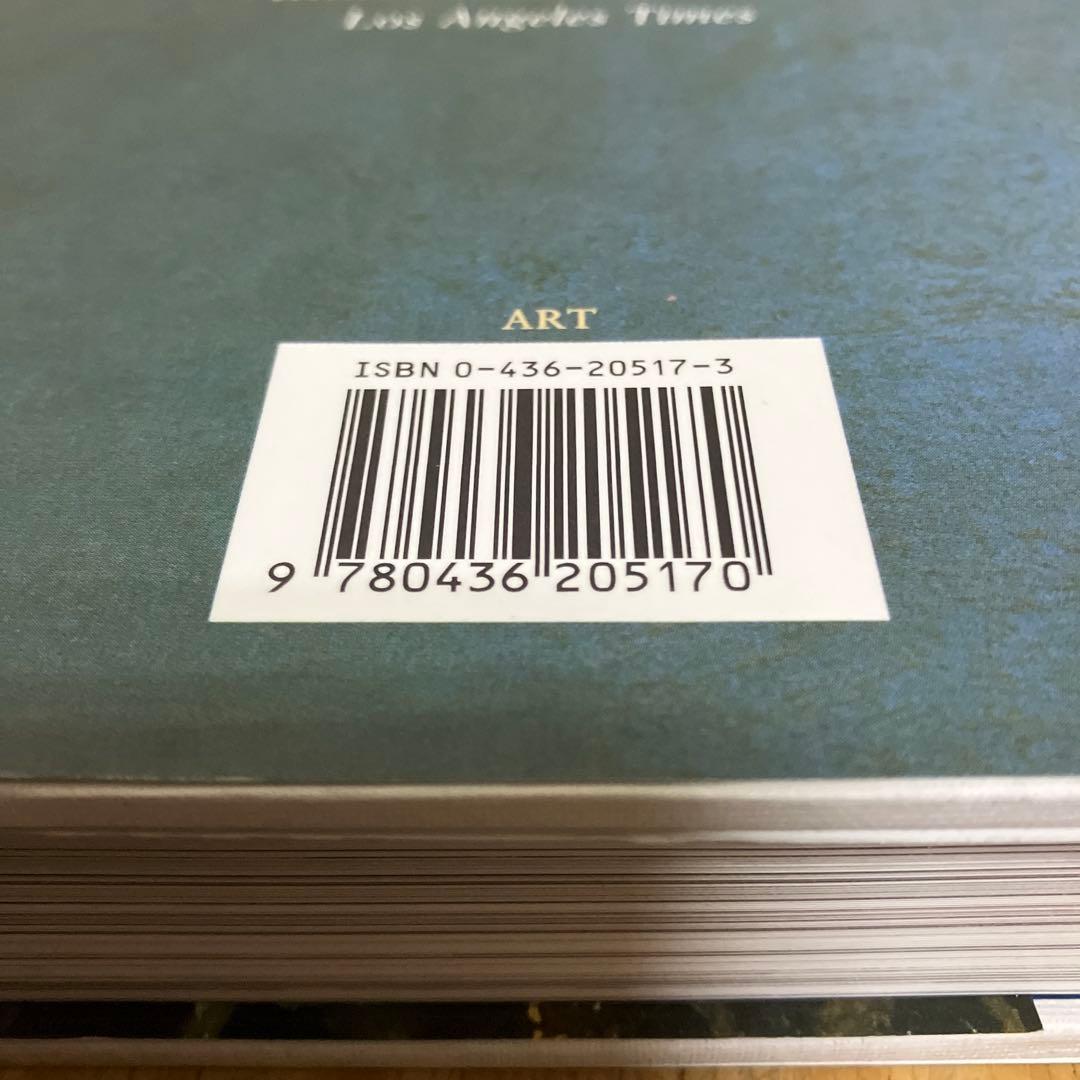 Los Angeles Times
ART
ISBN 0-436-20517-3
9 780436 205170